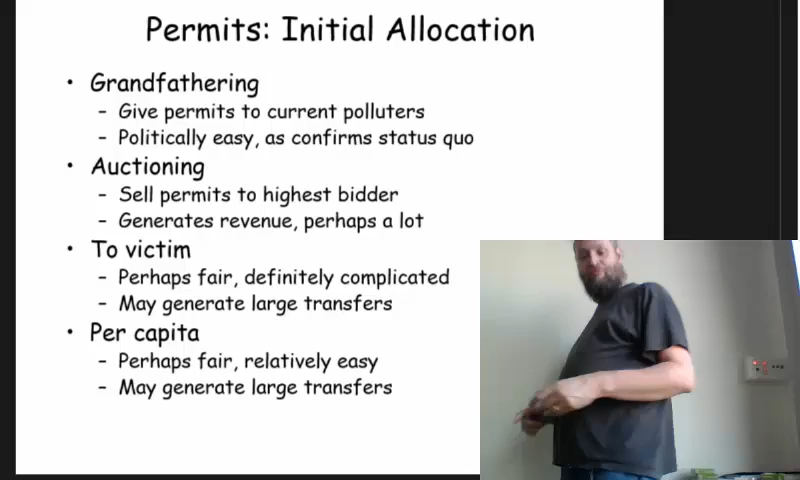 Permits: Initial Allocation
• Grandfathering
– Give permits to current polluters
– Politically easy, as confirms status quo
• Auctioning
– Sell permits to highest bidder
– Generates revenue, perhaps a lot
• To victim
– Perhaps fair, definitely complicated
– May generate large transfers
• Per capita
– Perhaps fair, relatively easy
– May generate large transfers